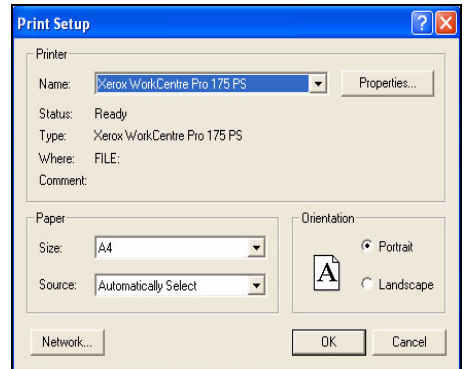 Print Setup
Printer
Name: Xerox WorkCentre Pro 175 PS Properties...
Status: Ready
Type: Xerox WorkCentre Pro 175 PS
Where: FILE:
Comment:
Paper
Size: A4
Source: Automatically Select
Orientation
A
Portrait
Landscape
Network... OK Cancel